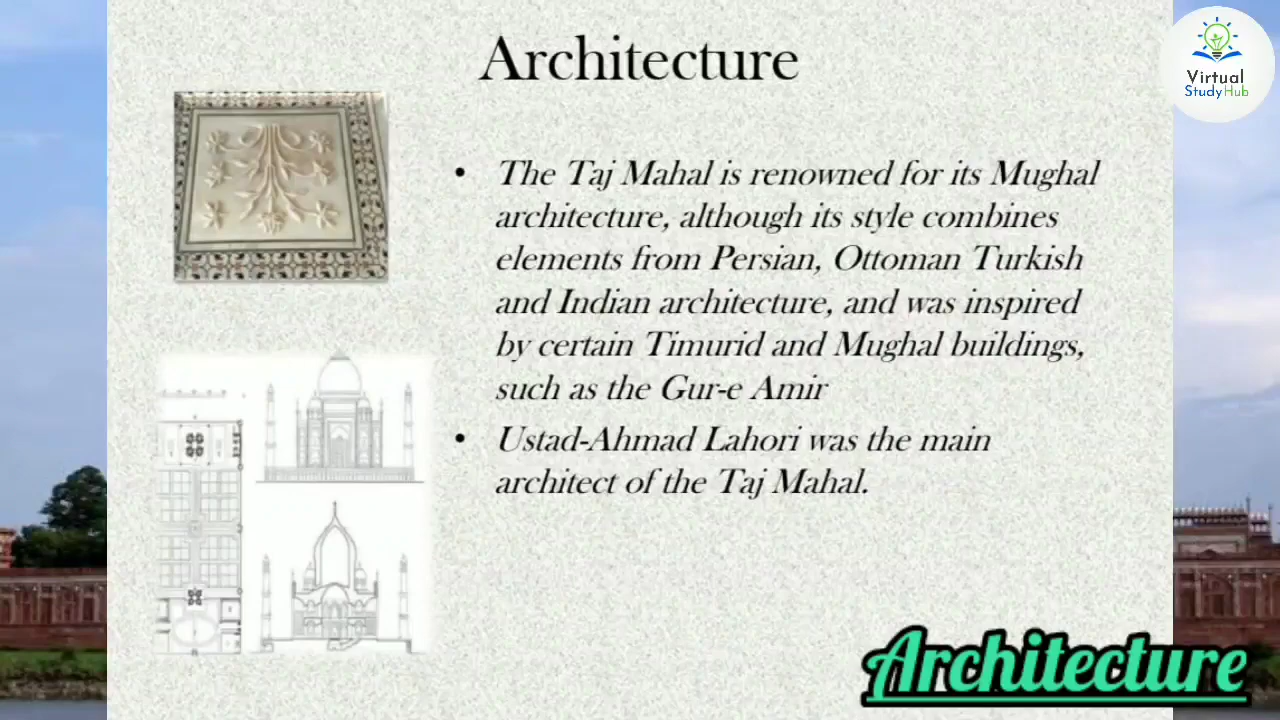 Architecture
Virtual
Study Hub
• The Taj Mahal is renowned for its Mughal
architecture, although its style combines
elements from Persian, Ottoman Turkish
and Indian architecture, and was inspired
by certain Timurid and Mughal buildings,
such as the Gur-e Amir
• Ustad-Ahmad Lahori was the main
architect of the Taj Mahal.
Architecture